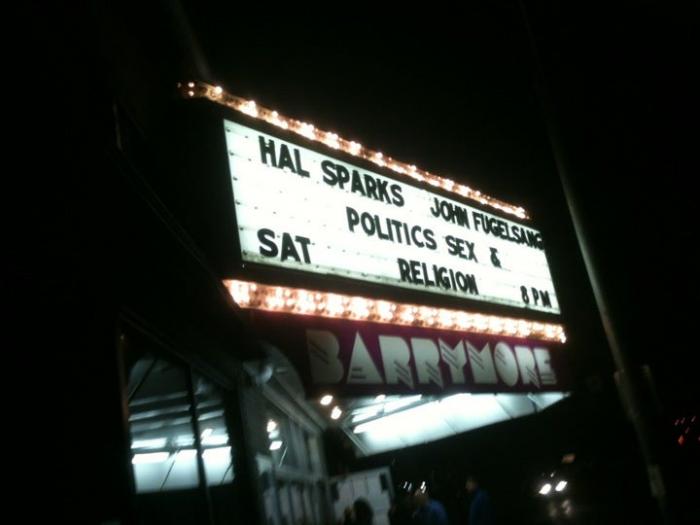 HAL SPARKS JOHN FUGELSANG
POLITICS SEX &
SAT RELIGION 8 PM
BARRYMORE